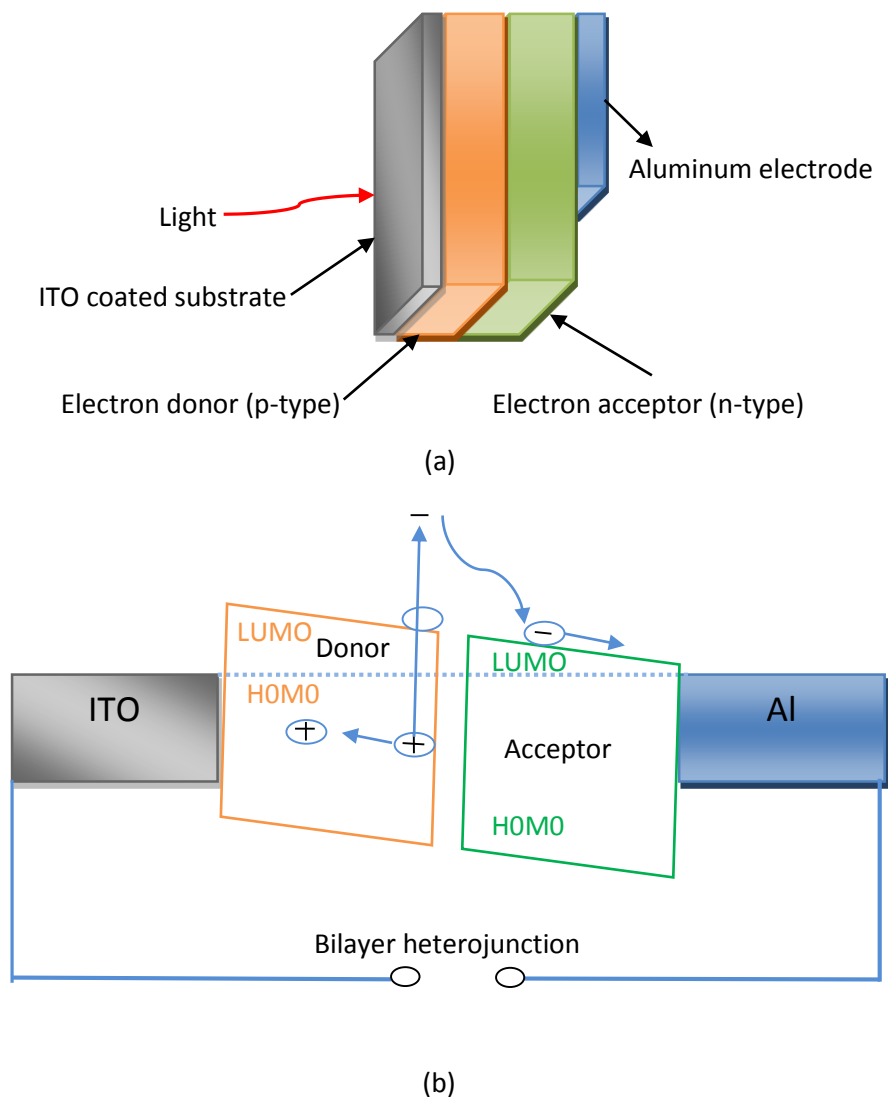 Aluminum electrode
Light
ITO coated substrate
Electron donor (p-type)
Electron acceptor (n-type)
(a)
LUMO
Donor
LUMO
H0M0
ITO
Al
Acceptor
H0M0
Bilayer heterojunction
(b)